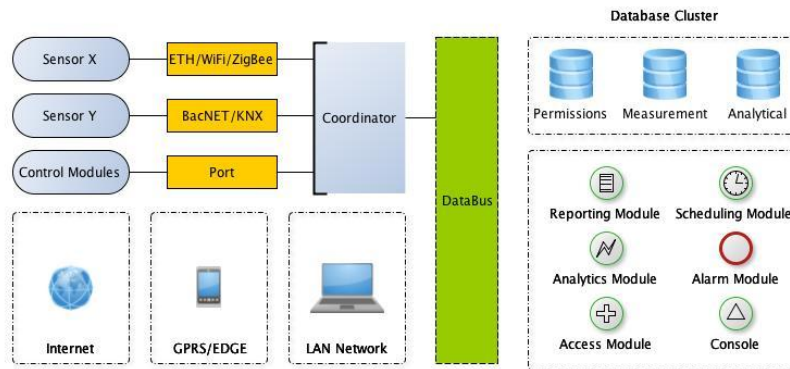 Database Cluster
Sensor X
ETH/WiFi/ZigBee
Sensor Y
BacNET/KNX
Coordinator
Control Modules
Port
DataBus
Permissions
Measurement
Analytical
Reporting Module
Scheduling Module
Analytics Module
Alarm Module
Access Module
Console
Internet
GPRS/EDGE
LAN Network